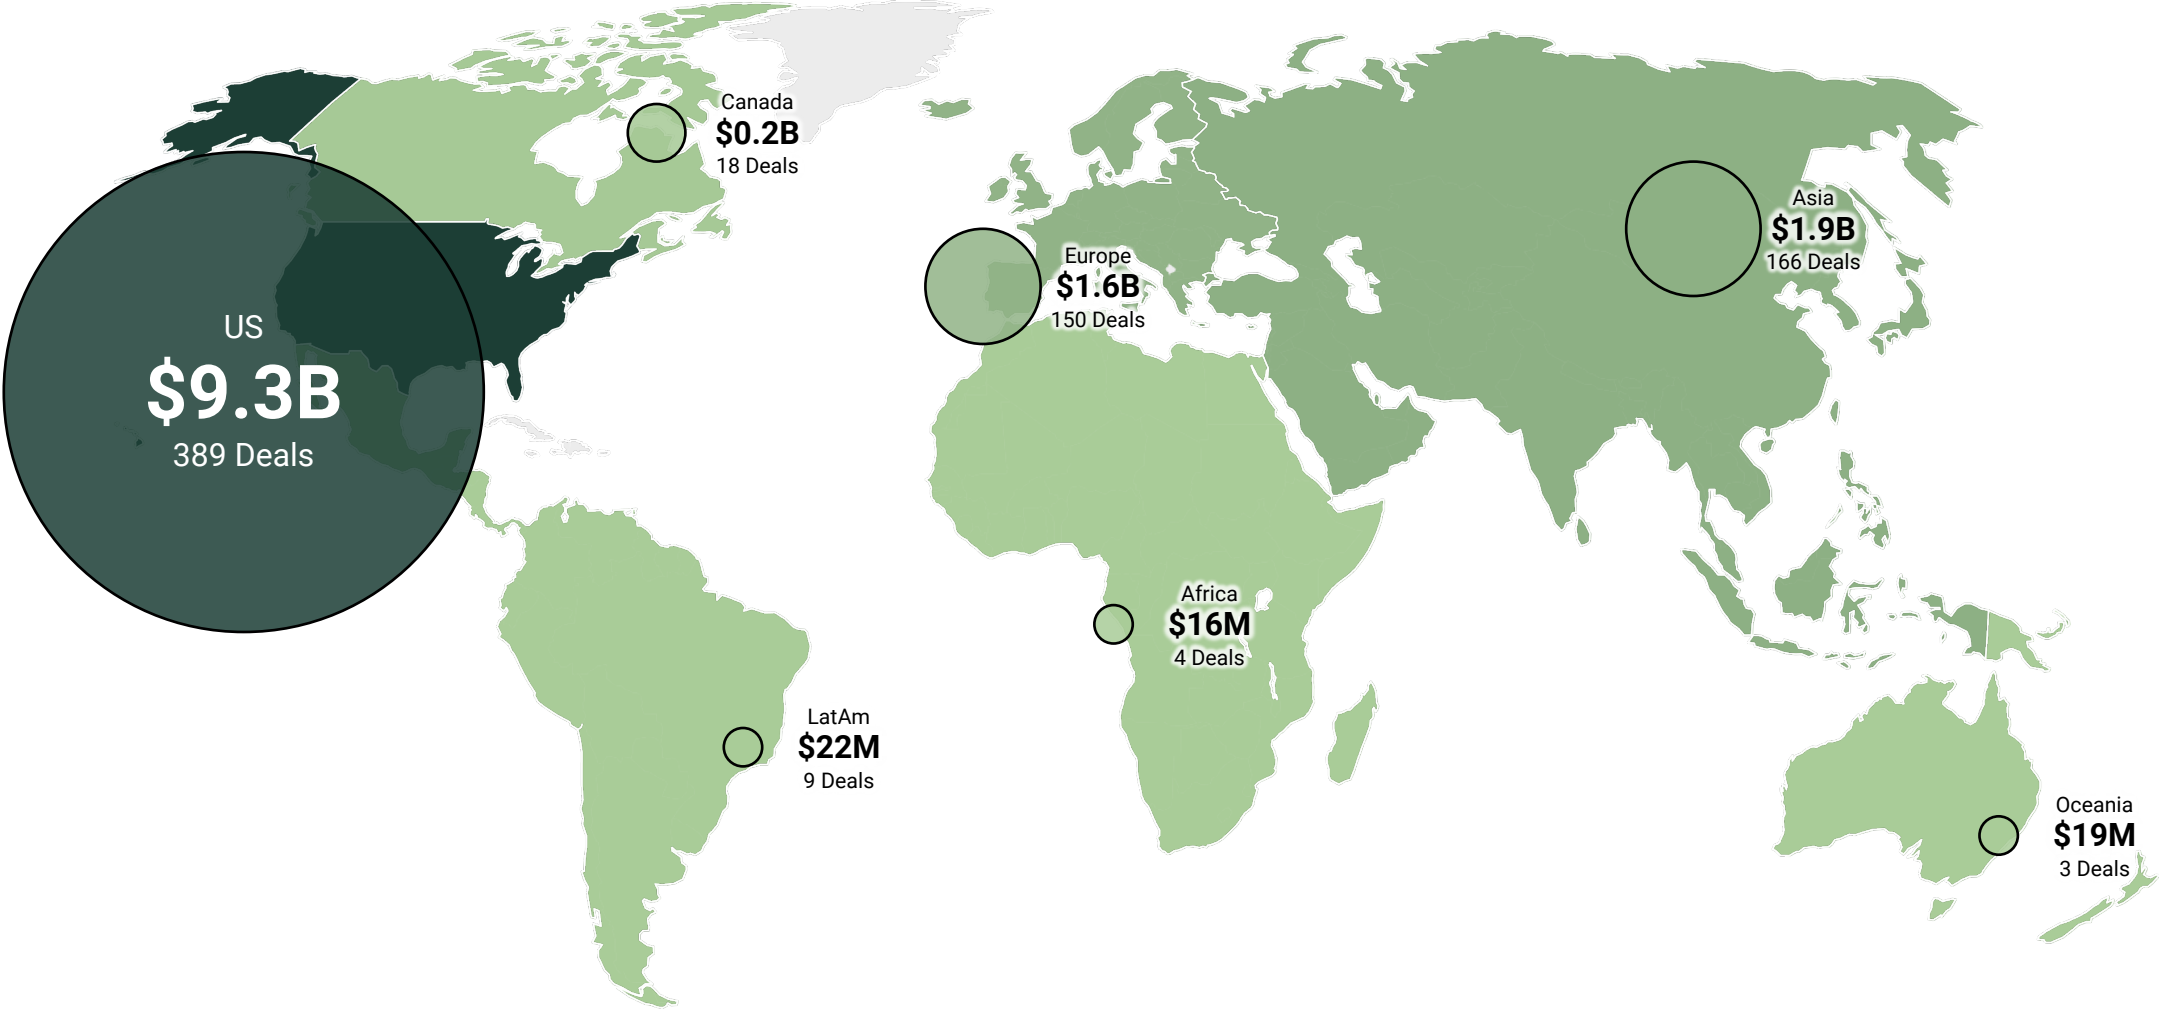 Canada
$0.2B
18 Deals
Asia
$1.9B
166 Deals
Europe
$1.6B
150 Deals
US
$9.3B
389 Deals
Africa
$16M
4 Deals
LatAm
$22M
9 Deals
Oceania
$19M
3 Deals